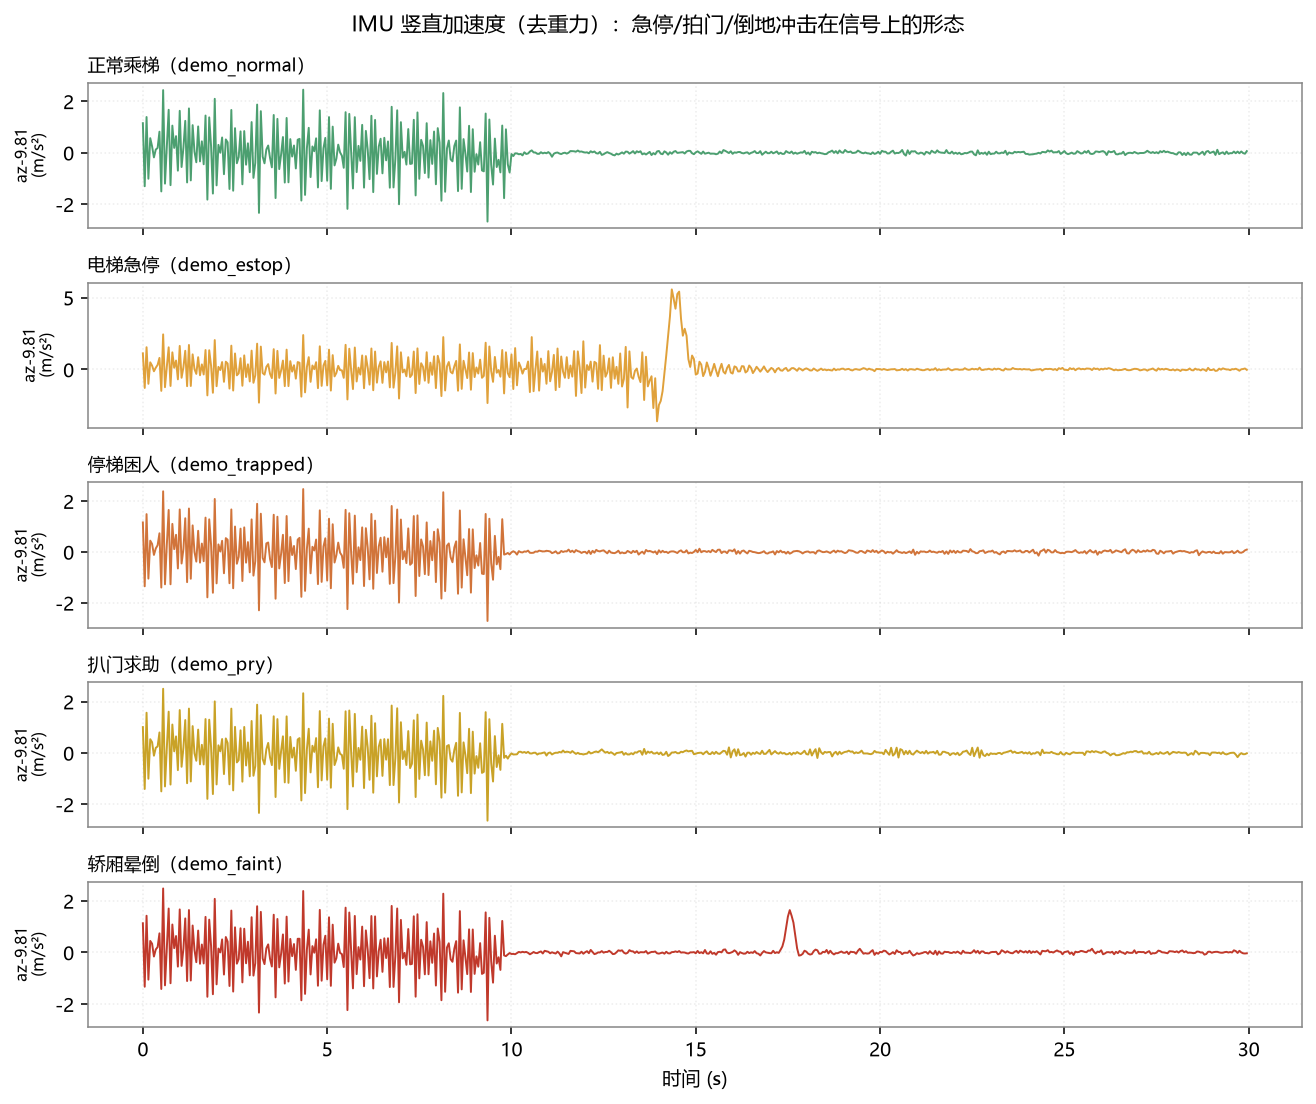 IMU 竖直加速度（去重力）：急停/拍门/倒地冲击在信号上的形态
正常乘梯（demo_normal）
az-9.81
(m/s²)
2
0
-2
电梯急停（demo_estop）
az-9.81
(m/s²)
5
0
停梯困人（demo_trapped）
az-9.81
(m/s²)
2
0
-2
扒门求助（demo_pry）
az-9.81
(m/s²)
2
0
-2
轿厢晕倒（demo_faint）
az-9.81
(m/s²)
2
0
-2
0 5 10 15 20 25 30
时间 (s)